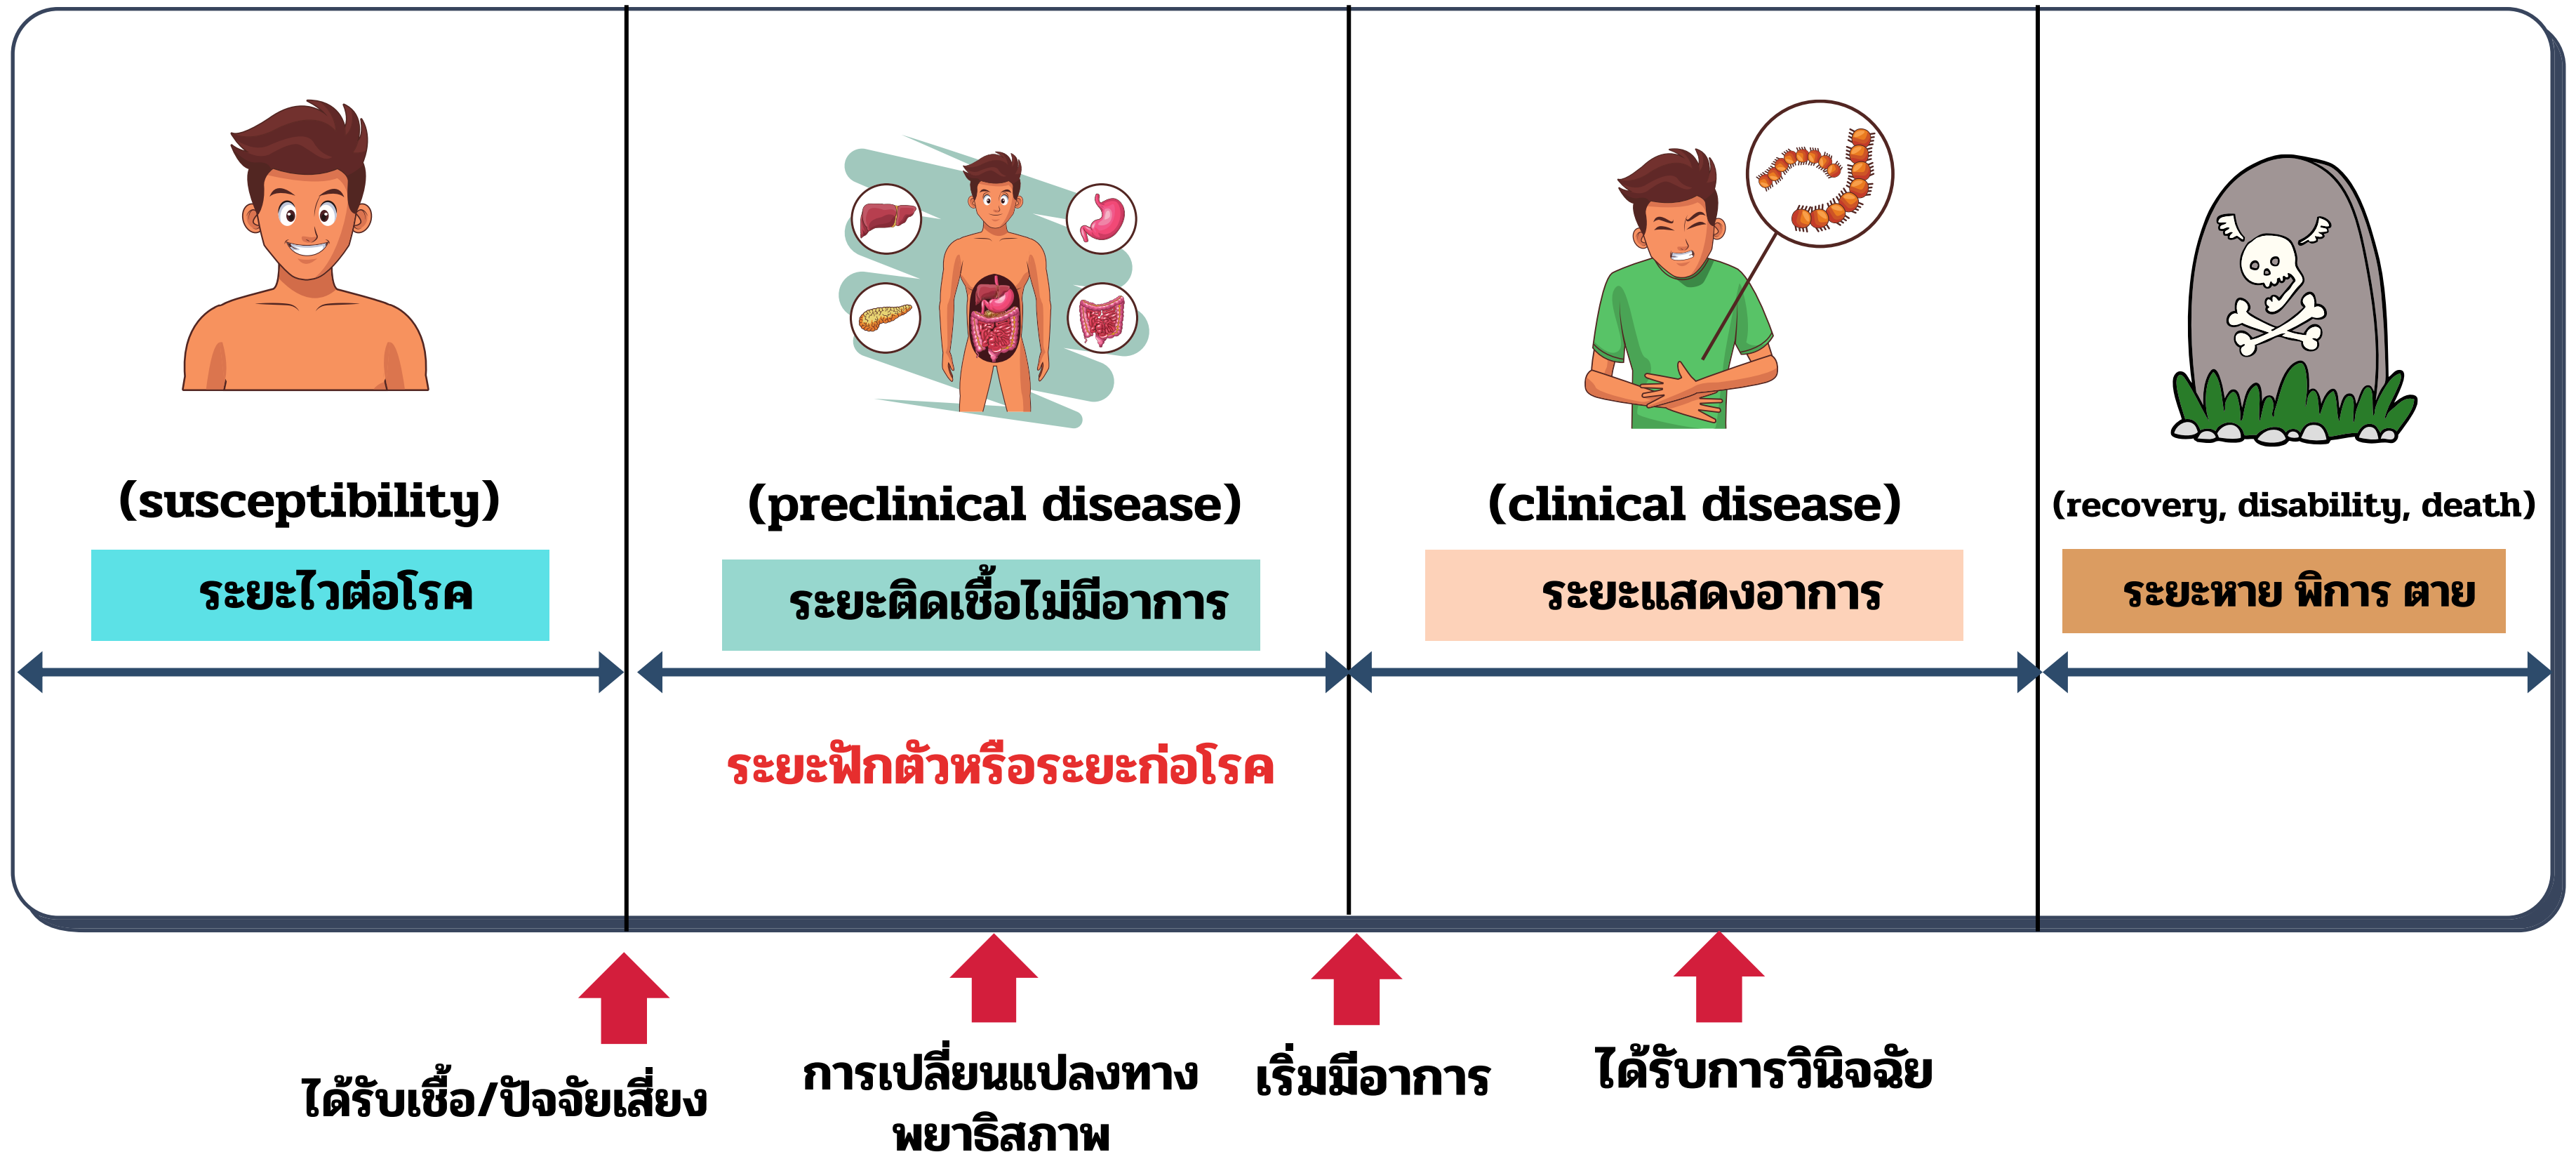 (susceptibility)
(preclinical disease)
(clinical disease)
(recovery, disability, death)
ระยะไวต่อโรค
ระยะติดเชื้อไม่มีอาการ
ระยะแสดงอาการ
ระยะหาย พิการ ตาย
ระยะฟักตัวหรือระยะก่อโรค
ได้รับเชื้อ/ปัจจัยเสี่ยง
การเปลี่ยนแปลงทาง
พยาธิสภาพ
เริ่มมีอาการ
ได้รับการวินิจฉัย